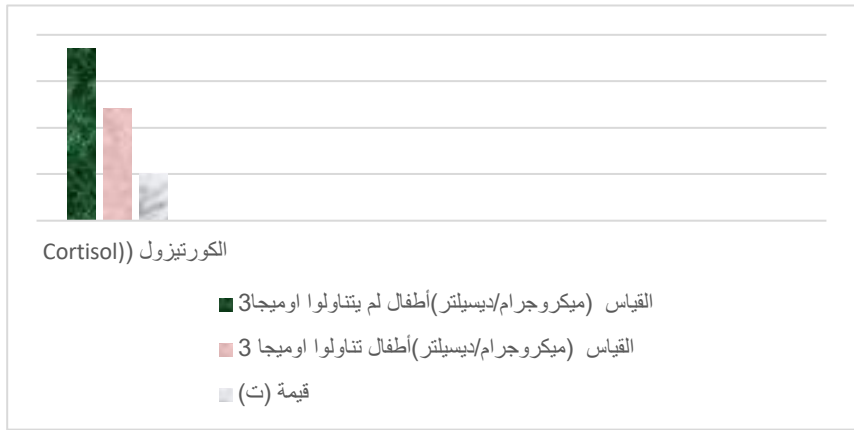 الكورتيزول ((Cortisol
القياس (ميكروجرام/ديسيلتر)أطفال لم يتناولوا اوميجا3
القياس (ميكروجرام/ديسيلتر)أطفال تناولوا اوميجا 3
قيمة (ت)